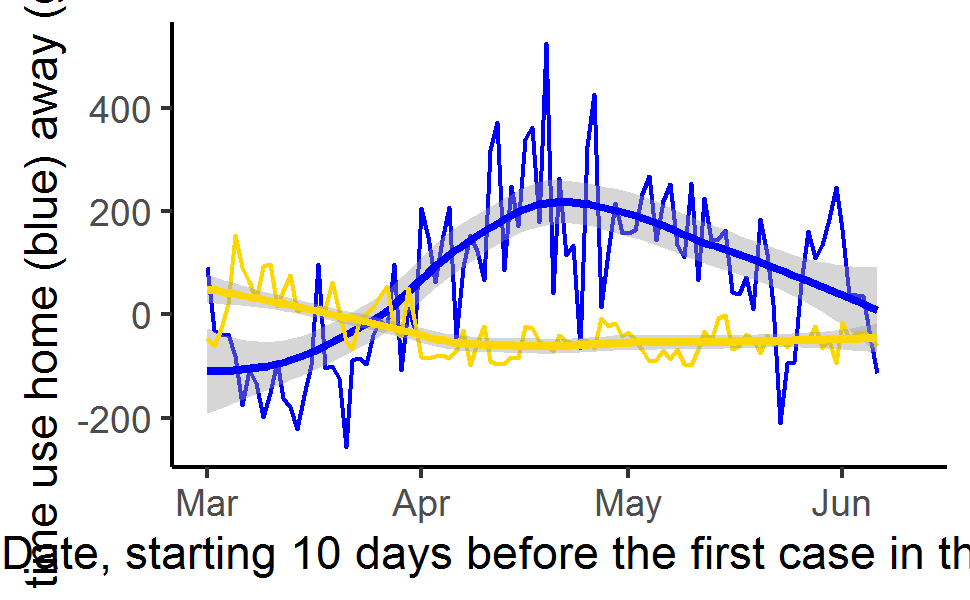 time use home (blue) away (
400
200
0
-200
Mar Apr May Jun
Date, starting 10 days before the first case in th